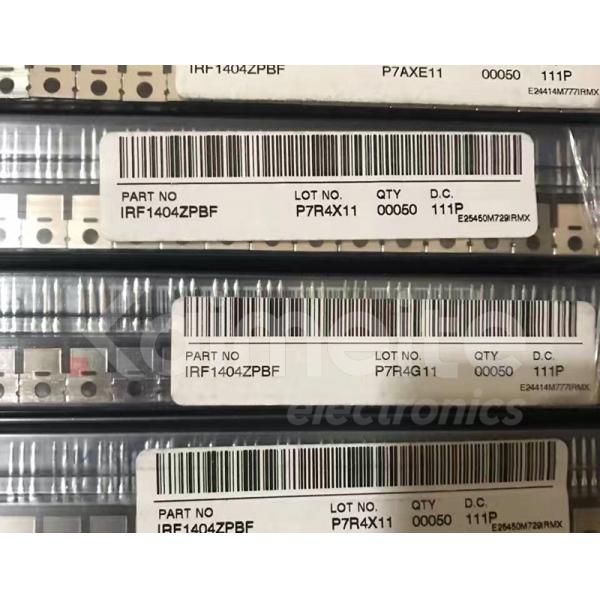 IRF1404ZPBF P7AXE11 00050 111P
E24414M777IRMX
PART NO LOT NO. QTY D.C.
IRF1404ZPBF P7R4X11 00050 111P
E25450M729IRMX
PART NO LOT NO. QTY D.C.
IRF1404ZPBF P7R4G11 00050 111P
E24414M777IRMX
Kaimeite
electronics
PART NO LOT NO. QTY D.C.
IRF1404ZPBF P7R4X11 00050 111P
E25450M729IRMX